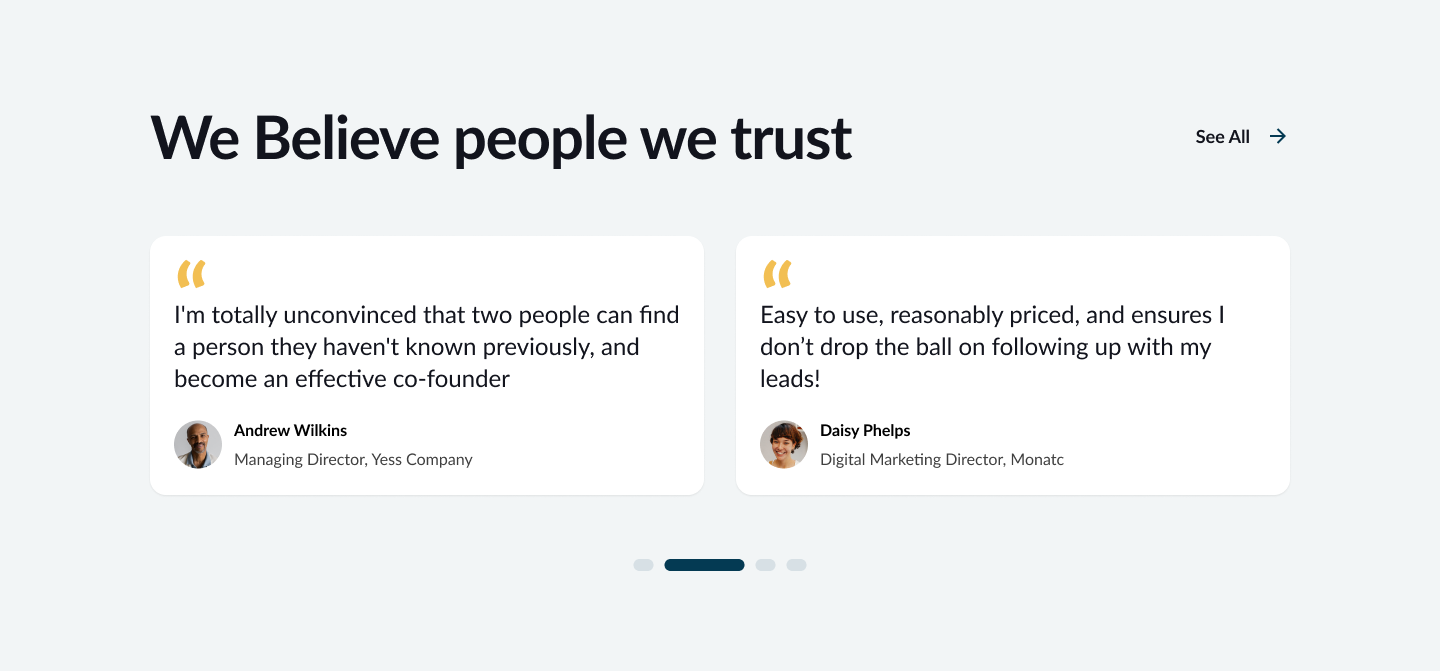 We Believe people we trust
See All
“
I'm totally unconvinced that two people can find
a person they haven't known previously, and
become an effective co-founder
Andrew Wilkins
Managing Director, Yess Company
“
Easy to use, reasonably priced, and ensures I
don’t drop the ball on following up with my
leads!
Daisy Phelps
Digital Marketing Director, Monatc